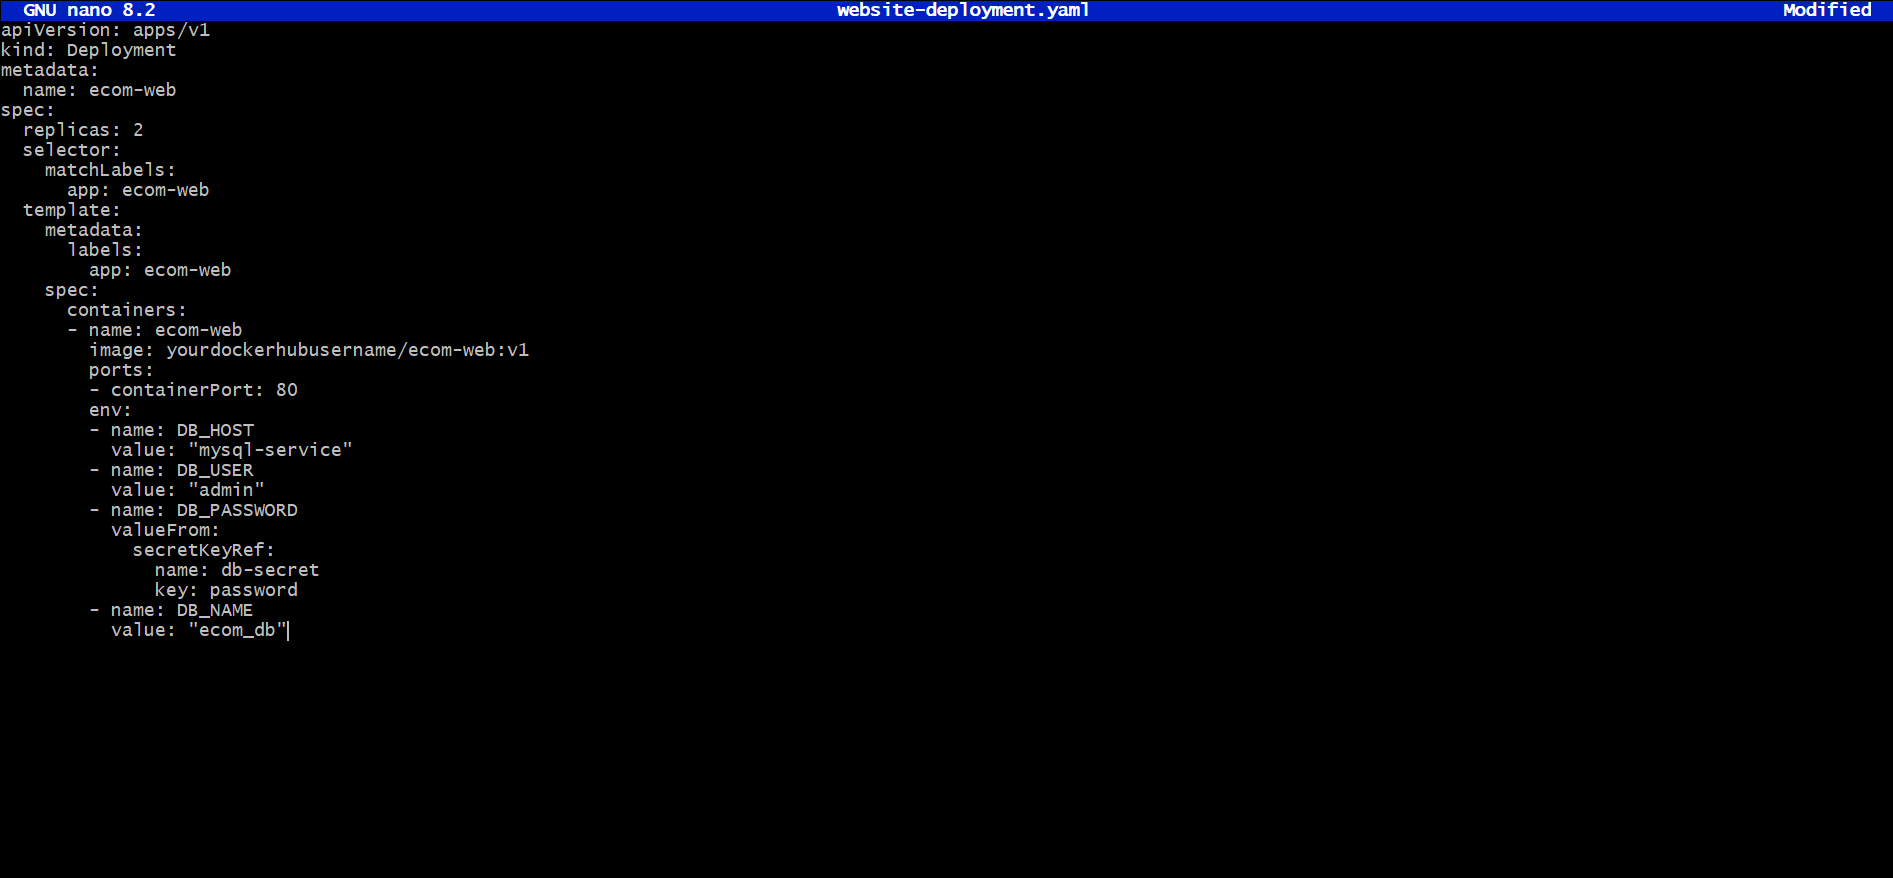 GNU nano 8.2 website-deployment.yaml Modified
apiVersion: apps/v1
kind: Deployment
metadata:
  name: ecom-web
spec:
  replicas: 2
  selector:
    matchLabels:
      app: ecom-web
  template:
    metadata:
      labels:
        app: ecom-web
    spec:
      containers:
      - name: ecom-web
        image: yourdockerhubusername/ecom-web:v1
        ports:
        - containerPort: 80
        env:
        - name: DB_HOST
          value: "mysql-service"
        - name: DB_USER
          value: "admin"
        - name: DB_PASSWORD
          valueFrom:
            secretKeyRef:
              name: db-secret
              key: password
        - name: DB_NAME
          value: "ecom_db"